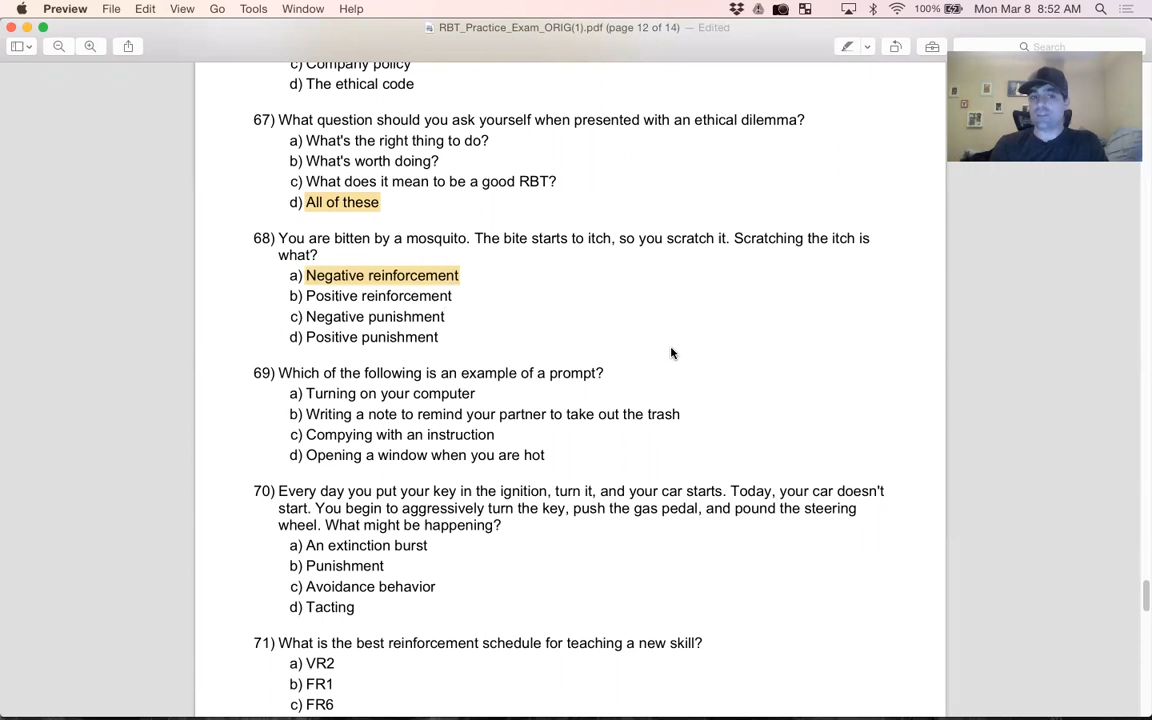 Preview File Edit View Go Tools Window Help 100% Mon Mar 8 8:52 AM
RBT_Practice_Exam_ORIG(1).pdf (page 12 of 14) — Edited
Search
c) Company policy
d) The ethical code
67) What question should you ask yourself when presented with an ethical dilemma?
a) What's the right thing to do?
b) What's worth doing?
c) What does it mean to be a good RBT?
d) All of these
68) You are bitten by a mosquito. The bite starts to itch, so you scratch it. Scratching the itch is
what?
a) Negative reinforcement
b) Positive reinforcement
c) Negative punishment
d) Positive punishment
69) Which of the following is an example of a prompt?
a) Turning on your computer
b) Writing a note to remind your partner to take out the trash
c) Compying with an instruction
d) Opening a window when you are hot
70) Every day you put your key in the ignition, turn it, and your car starts. Today, your car doesn't
start. You begin to aggressively turn the key, push the gas pedal, and pound the steering
wheel. What might be happening?
a) An extinction burst
b) Punishment
c) Avoidance behavior
d) Tacting
71) What is the best reinforcement schedule for teaching a new skill?
a) VR2
b) FR1
c) FR6